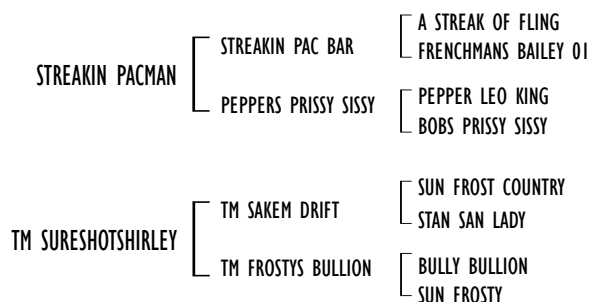 A STREAK OF FLING
STREAKIN PAC BAR
FRENCHMANS BAILEY 01
STREAKIN PACMAN
PEPPER LEO KING
PEPPERS PRISSY SISSY
BOBS PRISSY SISSY
SUN FROST COUNTRY
TM SAKEM DRIFT
STAN SAN LADY
TM SURESHOTSHIRLEY
BULLY BULLION
TM FROSTYS BULLION
SUN FROSTY